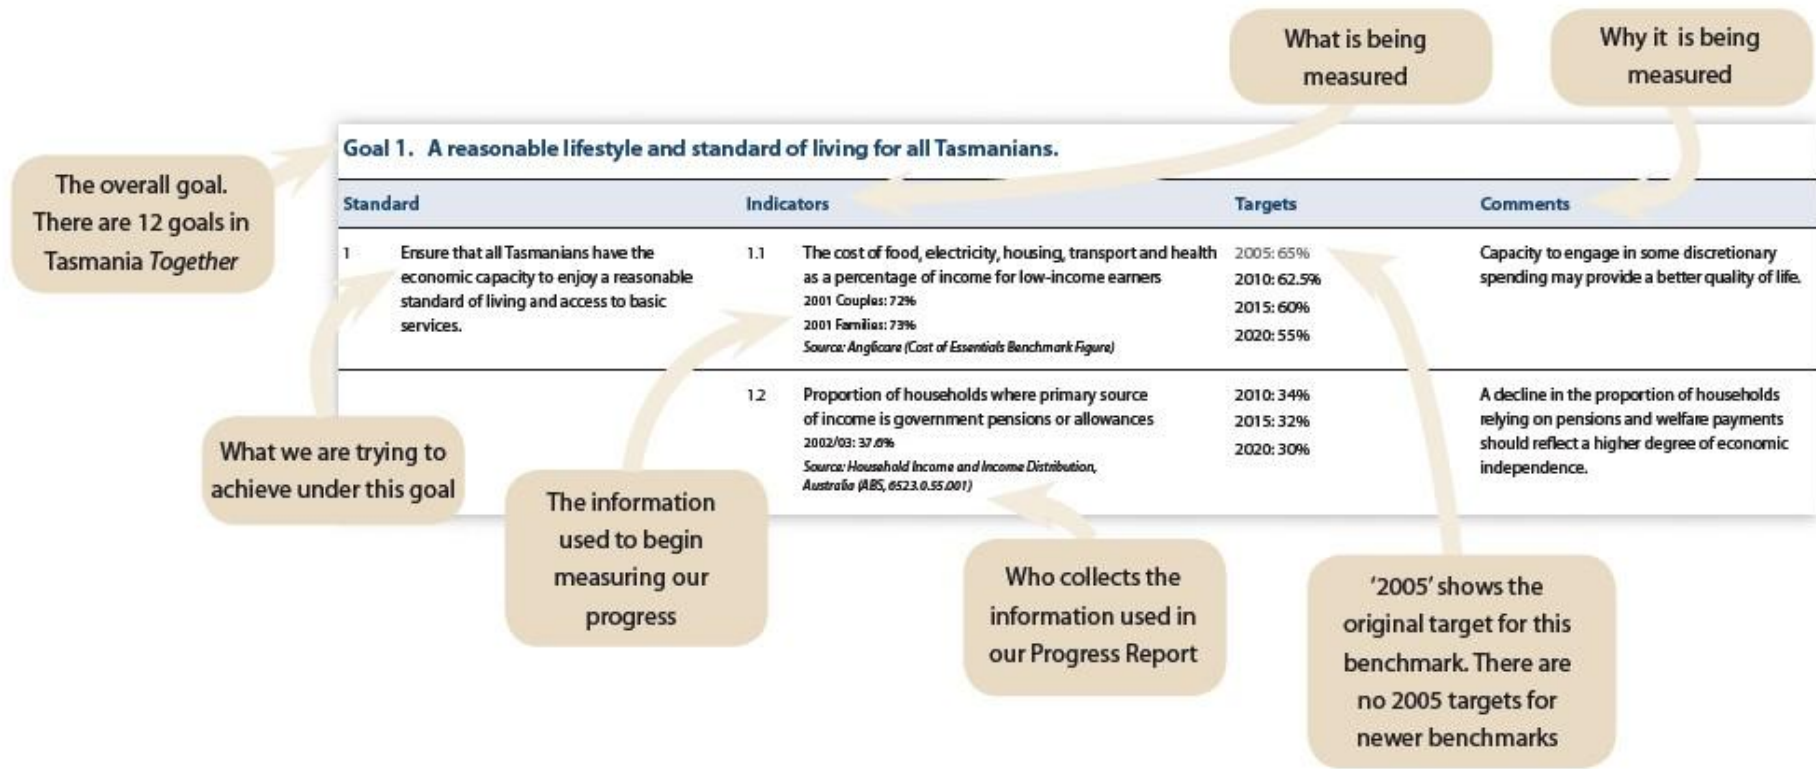 What is being
measured
Why it is being
measured
The overall goal.
There are 12 goals in
Tasmania Together
Goal 1. A reasonable lifestyle and standard of living for all Tasmanians.
Standard
Indicators
Targets
Comments
1
Ensure that all Tasmanians have the
economic capacity to enjoy a reasonable
standard of living and access to basic
services.
1.1
The cost of food, electricity, housing, transport and health
as a percentage of income for low-income earners
2001 Couples: 72%
2001 Families: 73%
Source: Anglicare (Cost of Essentials Benchmark Figure)
2005: 65%
2010: 62.5%
2015: 60%
2020: 55%
Capacity to engage in some discretionary
spending may provide a better quality of life.
1.2
Proportion of households where primary source
of income is government pensions or allowances
2002/03: 37.6%
Source: Household Income and Income Distribution,
Australia (ABS, 6523.0.55.001)
2010: 34%
2015: 32%
2020: 30%
A decline in the proportion of households
relying on pensions and welfare payments
should reflect a higher degree of economic
independence.
What we are trying to
achieve under this goal
The information
used to begin
measuring our
progress
Who collects the
information used in
our Progress Report
'2005' shows the
original target for this
benchmark. There are
no 2005 targets for
newer benchmarks